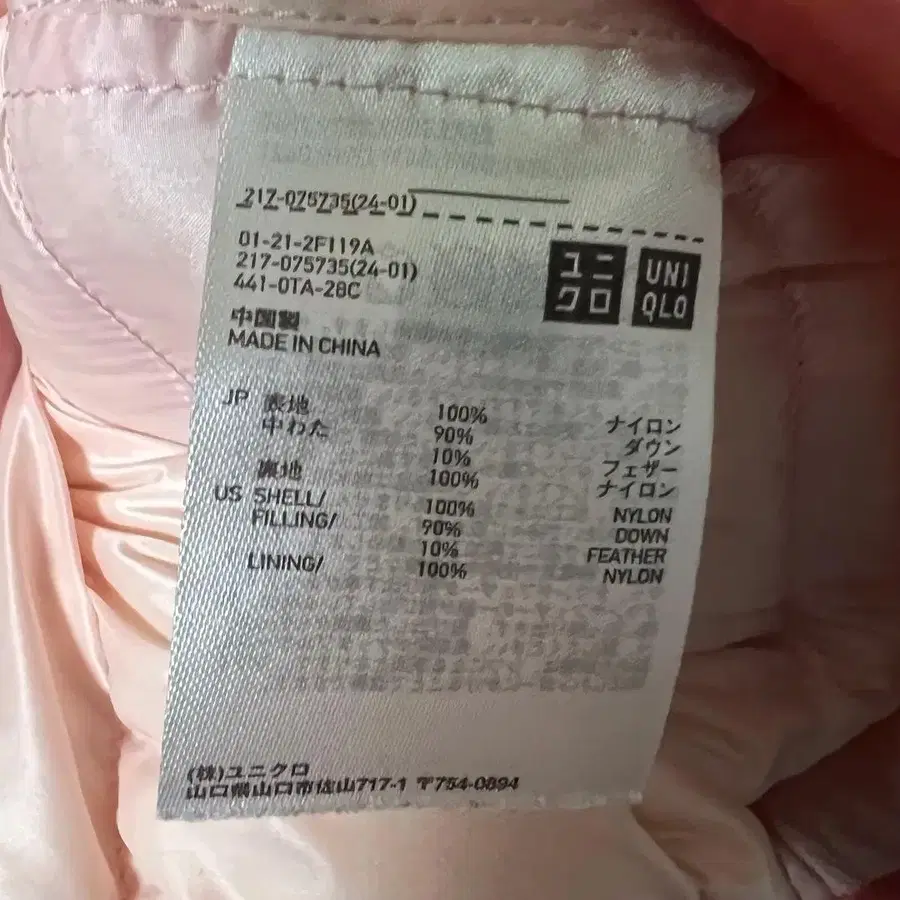 217-075735(24-01)
01-21-2F119A
217-075735(24-01)
441-0TA-28C
ユニ
クロ
UNI
QLO
中国製
MADE IN CHINA
JP 表地 100% ナイロン
中わた 90% ダウン
10% フェザー
裏地 100% ナイロン
US SHELL/ 100% NYLON
FILLING/ 90% DOWN
10% FEATHER
LINING/ 100% NYLON
(株)ユニクロ
山口県山口市佐山717-1 〒754-0894